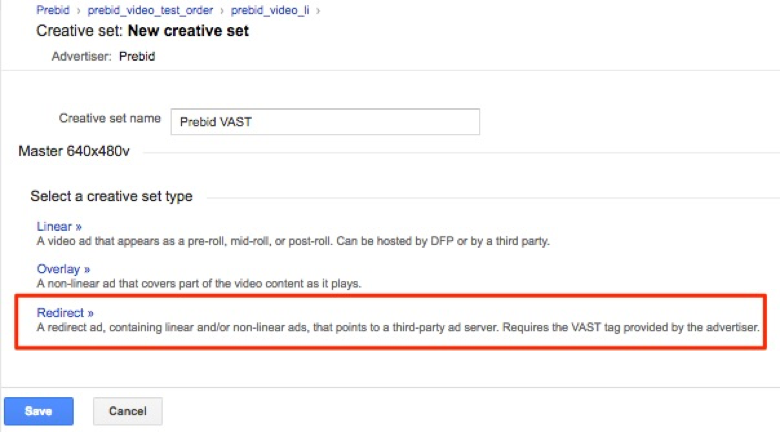 Prebid › prebid_video_test_order › prebid_video_li ›
Creative set: New creative set
Advertiser: Prebid
Creative set name Prebid VAST
Master 640x480v
Select a creative set type
Linear »
A video ad that appears as a pre-roll, mid-roll, or post-roll. Can be hosted by DFP or by a third party.
Overlay »
A non-linear ad that covers part of the video content as it plays.
Redirect »
A redirect ad, containing linear and/or non-linear ads, that points to a third-party ad server. Requires the VAST tag provided by the advertiser.
Save Cancel